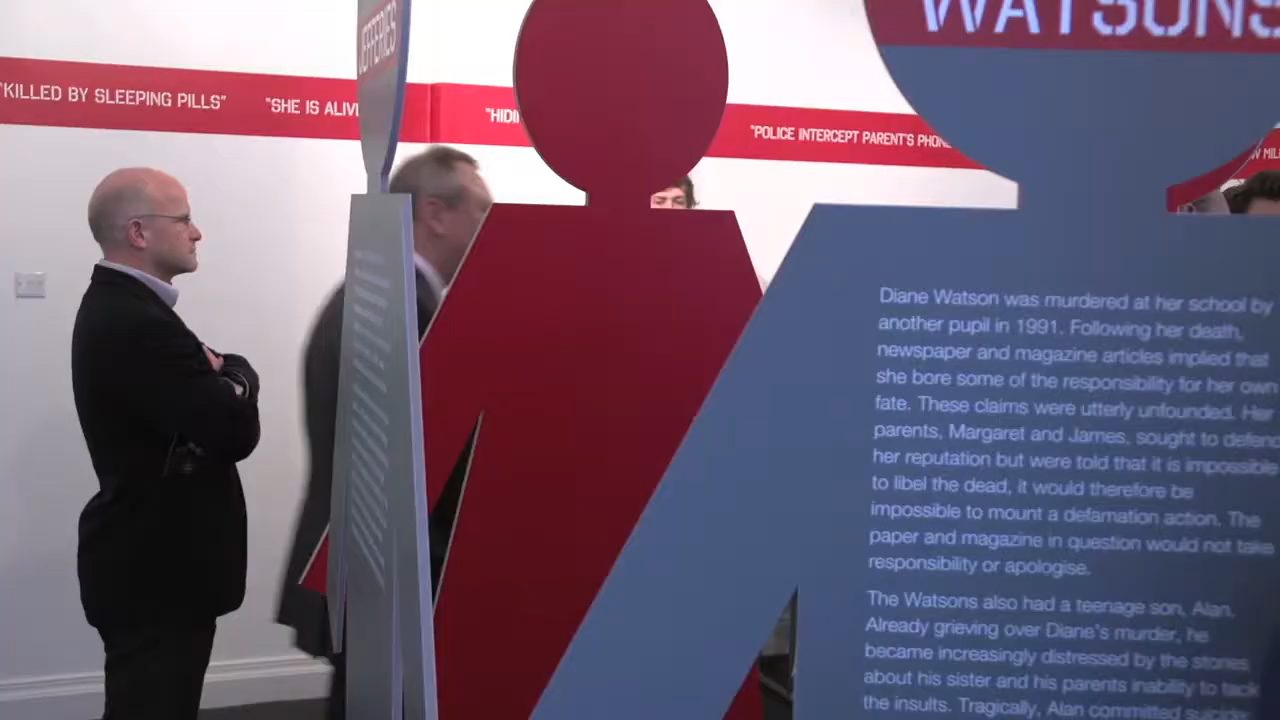 JEFFERIES
WATSONS
"KILLED BY SLEEPING PILLS" "SHE IS ALIV
"HIDI
"POLICE INTERCEPT PARENT'S PHON
Diane Watson was murdered at her school by
another pupil in 1991. Following her death,
newspaper and magazine articles implied that
she bore some of the responsibility for her own
fate. These claims were utterly unfounded. Her
parents, Margaret and James, sought to defend
her reputation but were told that it is impossible
to libel the dead, it would therefore be
impossible to mount a defamation action. The
paper and magazine in question would not take
responsibility or apologise.
The Watsons also had a teenage son, Alan.
Already grieving over Diane's murder, he
became increasingly distressed by the stories
about his sister and his parents inability to tack
the insults. Tragically, Alan committed suicide